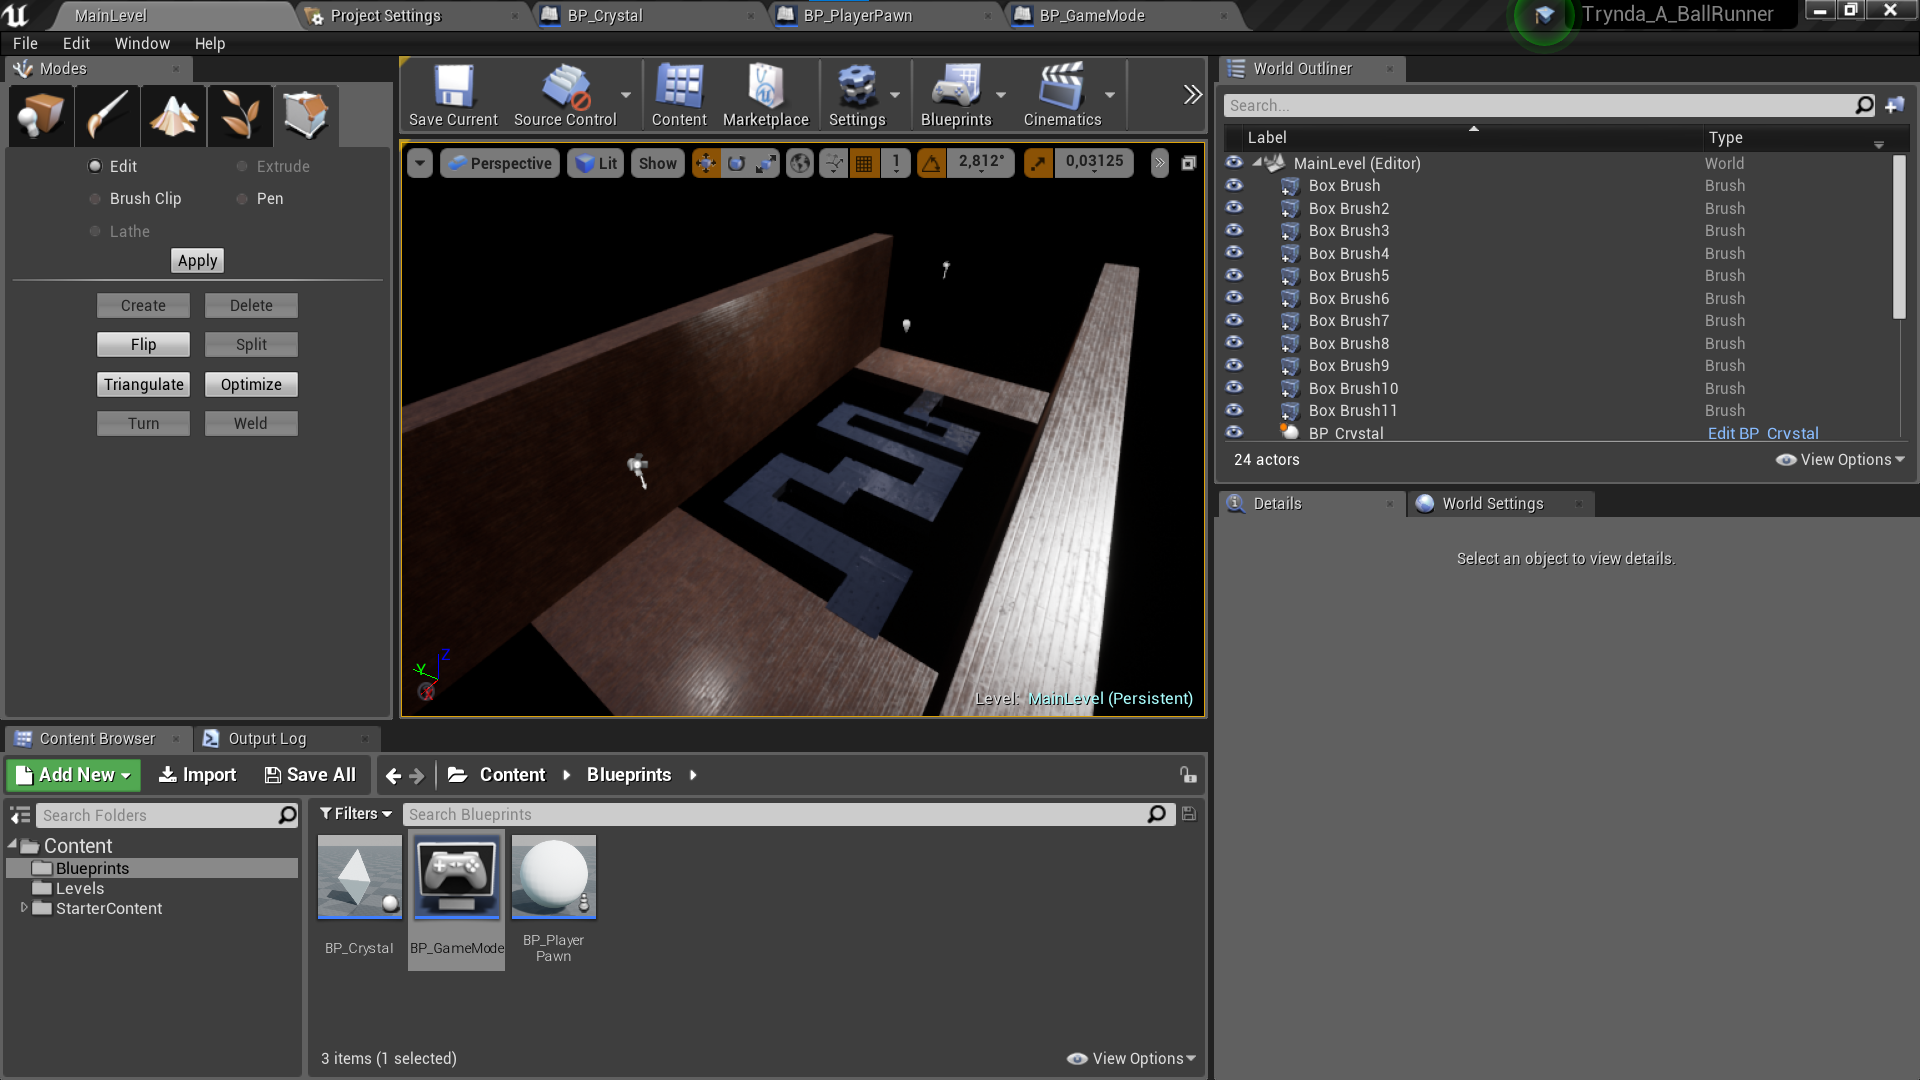 MainLevel
Project Settings
BP_Crystal
BP_PlayerPawn
BP_GameMode
Trynda_A_BallRunner
File Edit Window Help
Modes
Edit
Extrude
Brush Clip
Pen
Lathe
Apply
Create
Delete
Flip
Split
Triangulate
Optimize
Turn
Weld
Save Current
Source Control
Content
Marketplace
Settings
Blueprints
Cinematics
Perspective
Lit
Show
1
2,812°
0,03125
Z
Y
X
Level: MainLevel (Persistent)
World Outliner
Search...
Label
Type
MainLevel (Editor) World
Box Brush Brush
Box Brush2 Brush
Box Brush3 Brush
Box Brush4 Brush
Box Brush5 Brush
Box Brush6 Brush
Box Brush7 Brush
Box Brush8 Brush
Box Brush9 Brush
Box Brush10 Brush
Box Brush11 Brush
BP_Crystal Edit BP_Crystal
24 actors
View Options
Details
World Settings
Select an object to view details.
Content Browser
Output Log
Add New
Import
Save All
Content
Blueprints
Search Folders
Content
Blueprints
Levels
StarterContent
Filters
Search Blueprints
BP_Crystal
BP_GameMode
BP_Player
Pawn
3 items (1 selected)
View Options